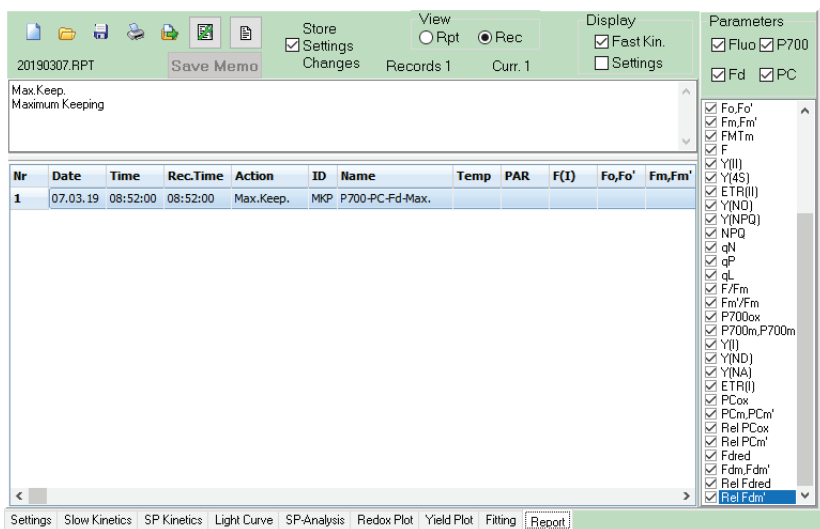 Store
Settings
Changes
View
Rpt Rec
Display
Fast Kin.
Settings
Parameters
Fluo P700
Fd PC
20190307.RPT Save Memo Records 1 Curr. 1
Max.Keep.
Maximum Keeping
Nr Date Time Rec.Time Action ID Name Temp PAR F(I) Fo,Fo' Fm,Fm'
1 07.03.19 08:52:00 08:52:00 Max.Keep. MKP P700-PC-Fd-Max.
Fo,Fo'
Fm,Fm'
FMTm
F
Y(II)
Y(4S)
ETR(II)
Y(NO)
Y(NPQ)
NPQ
qN
qP
qL
F/Fm
Fm'/Fm
P700ox
P700m,P700m
Y(I)
Y(ND)
Y(NA)
ETR(I)
PCox
PCm,PCm'
Rel PCox
Rel PCm'
Fdred
Fdm,Fdm'
Rel Fdred
Rel Fdm'
Settings Slow Kinetics SP Kinetics Light Curve SP-Analysis Redox Plot Yield Plot Fitting Report